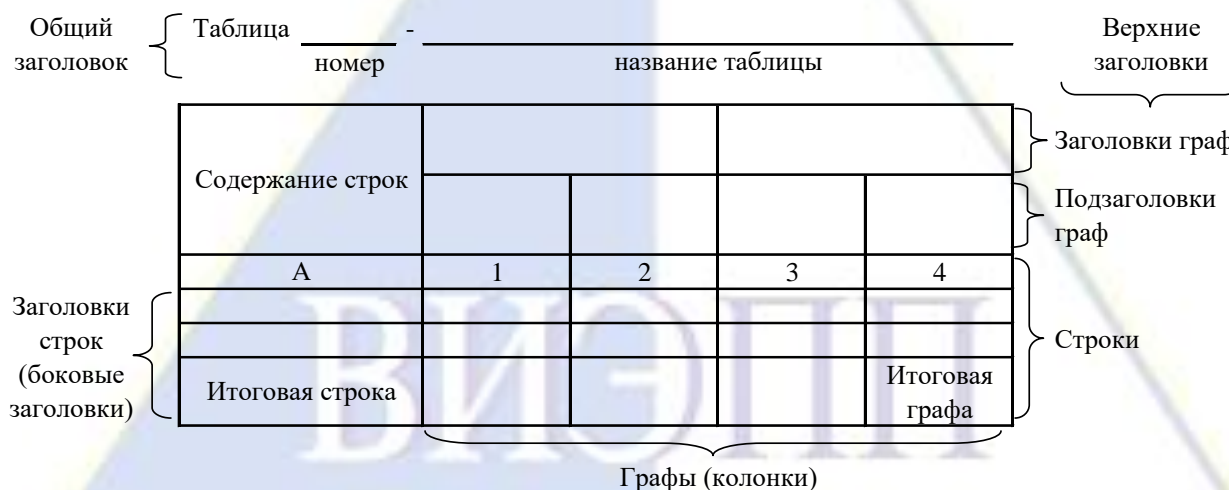 Общий
заголовок
Таблица -
номер
название таблицы
Верхние
заголовки
Содержание строк
Заголовки граф
Подзаголовки
граф
А 1 2 3 4
Заголовки
строк
(боковые
заголовки)
Строки
Итоговая строка
Итоговая
графа
Графы (колонки)
ВИЭПП